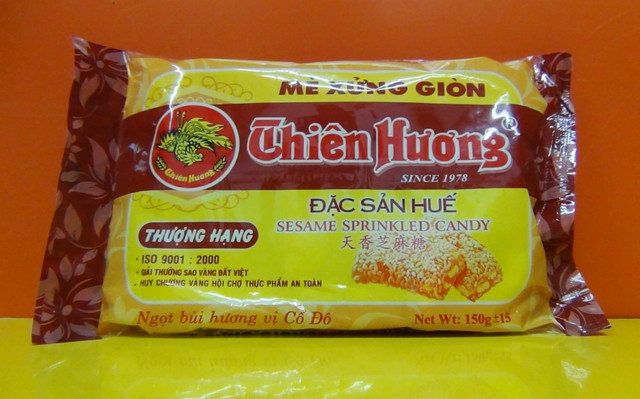 MÈ XỬNG GIÒN
Thiên Hương
Thiên Hương®
SINCE 1978
ĐẶC SẢN HUẾ
SESAME SPRINKLED CANDY
天香芝麻糖
THƯỢNG HẠNG
· ISO 9001 : 2000
· GIẢI THƯỞNG SAO VÀNG ĐẤT VIỆT
· HUY CHƯƠNG VÀNG HỘI CHỢ THỰC PHẨM AN TOÀN
Ngọt bùi hương vị Cố Đô
Net Wt: 150g±15